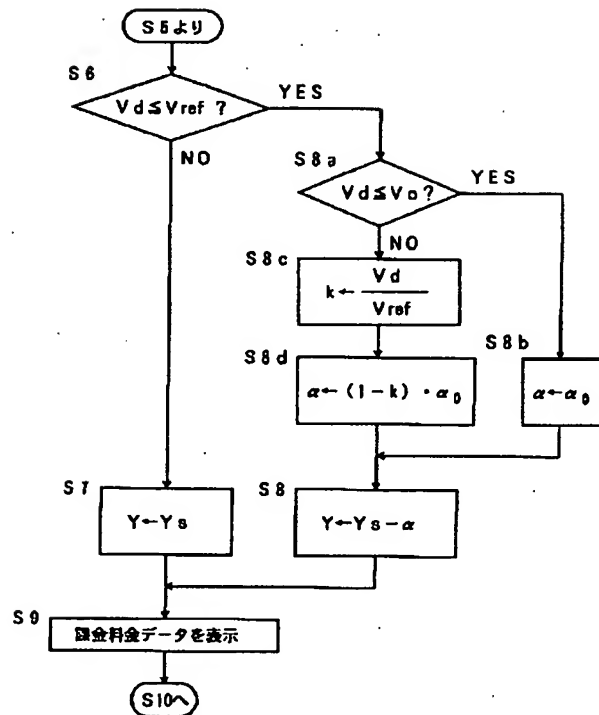 S5より
S6
Vd≦Vref ?
YES
NO
S8a
Vd≦V₀?
YES
NO
S8c
k← Vd
Vref
S8d
α←(1-k)・α₀
S8b
α←α₀
S7
Y←Ys
S8
Y←Ys-α
S9
課金料金データを表示
S10へ